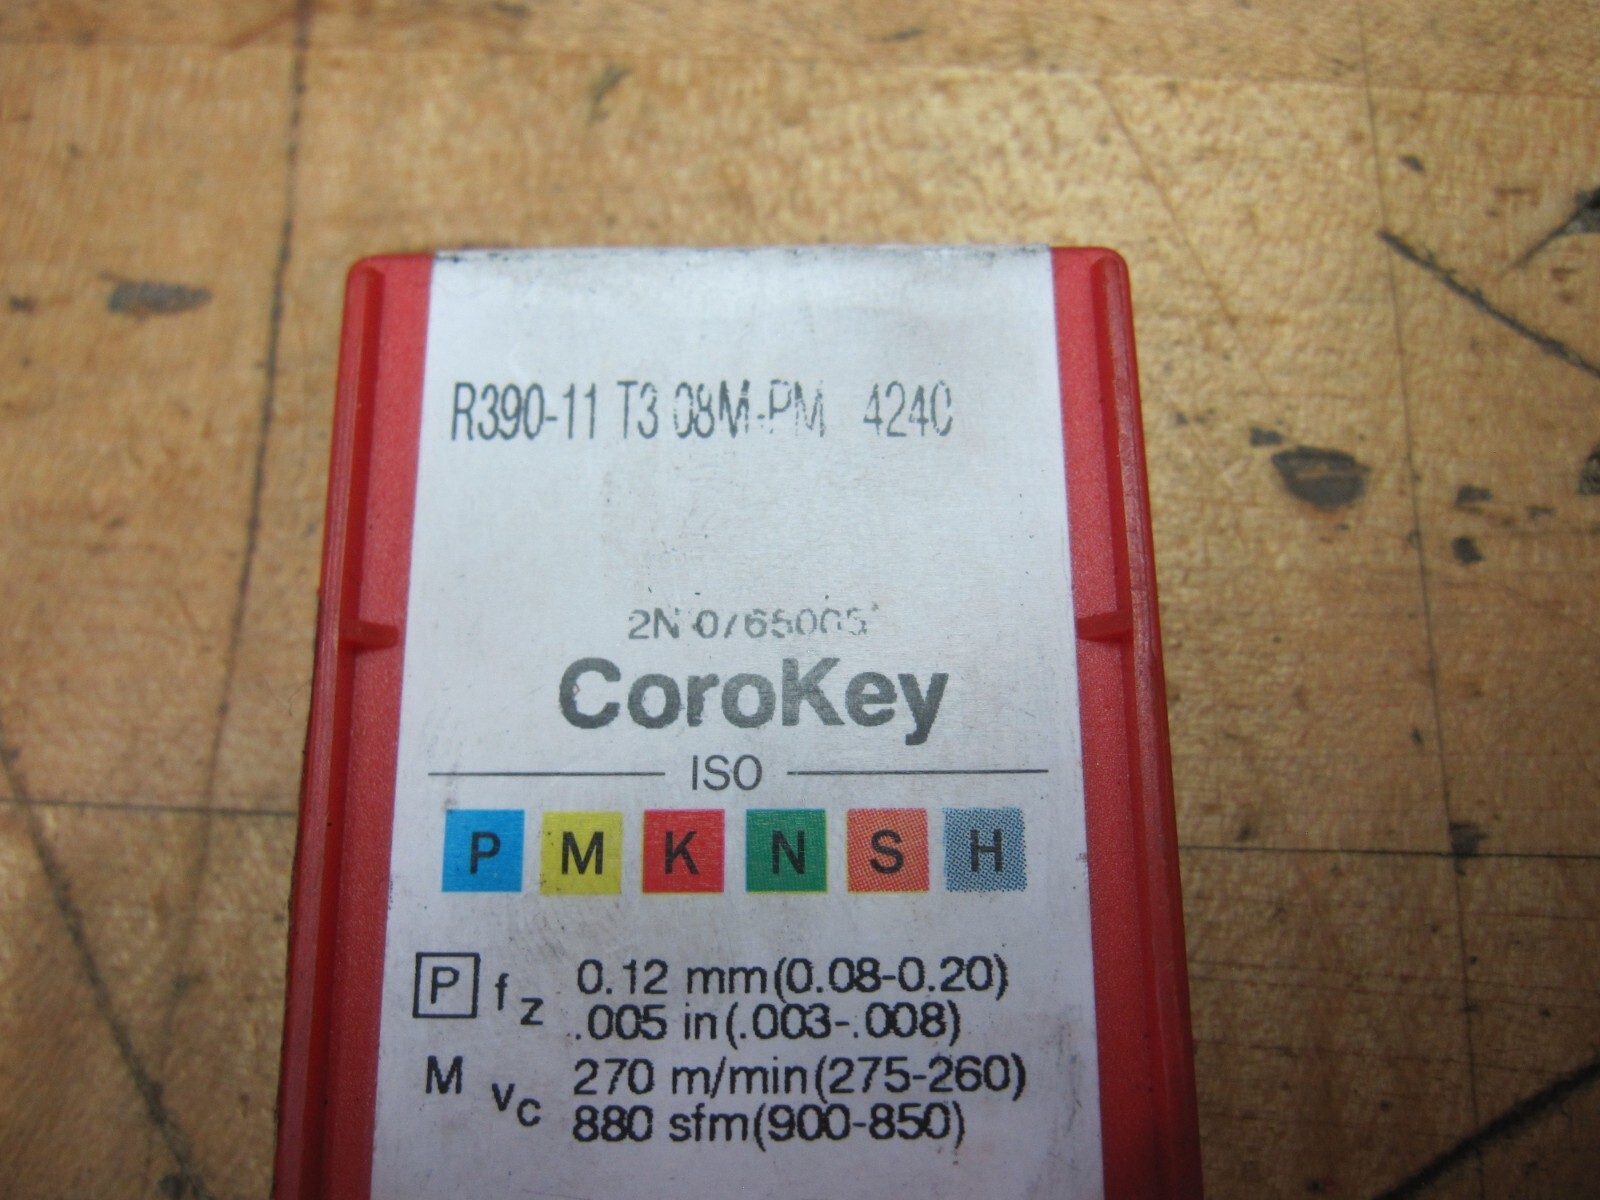 R390-11 T3 08M-PM 4240
2N
CoroKey
ISO
P M K N S H
P fz 0.12 mm(0.08-0.20)
.005 in(.003-.008)
M vc 270 m/min(275-260)
880 sfm(900-850)